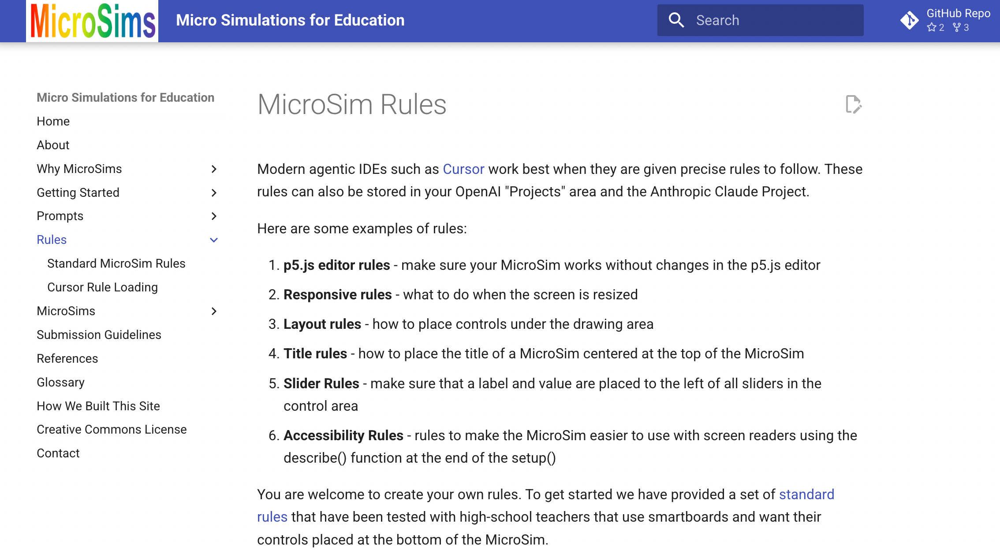 MicroSims
Micro Simulations for Education
Search
GitHub Repo
2 3
Micro Simulations for Education
Home
About
Why MicroSims
Getting Started
Prompts
Rules
Standard MicroSim Rules
Cursor Rule Loading
MicroSims
Submission Guidelines
References
Glossary
How We Built This Site
Creative Commons License
Contact
MicroSim Rules
Modern agentic IDEs such as Cursor work best when they are given precise rules to follow. These
rules can also be stored in your OpenAI "Projects" area and the Anthropic Claude Project.
Here are some examples of rules:
1. p5.js editor rules - make sure your MicroSim works without changes in the p5.js editor
2. Responsive rules - what to do when the screen is resized
3. Layout rules - how to place controls under the drawing area
4. Title rules - how to place the title of a MicroSim centered at the top of the MicroSim
5. Slider Rules - make sure that a label and value are placed to the left of all sliders in the
control area
6. Accessibility Rules - rules to make the MicroSim easier to use with screen readers using the
describe() function at the end of the setup()
You are welcome to create your own rules. To get started we have provided a set of standard
rules that have been tested with high-school teachers that use smartboards and want their
controls placed at the bottom of the MicroSim.